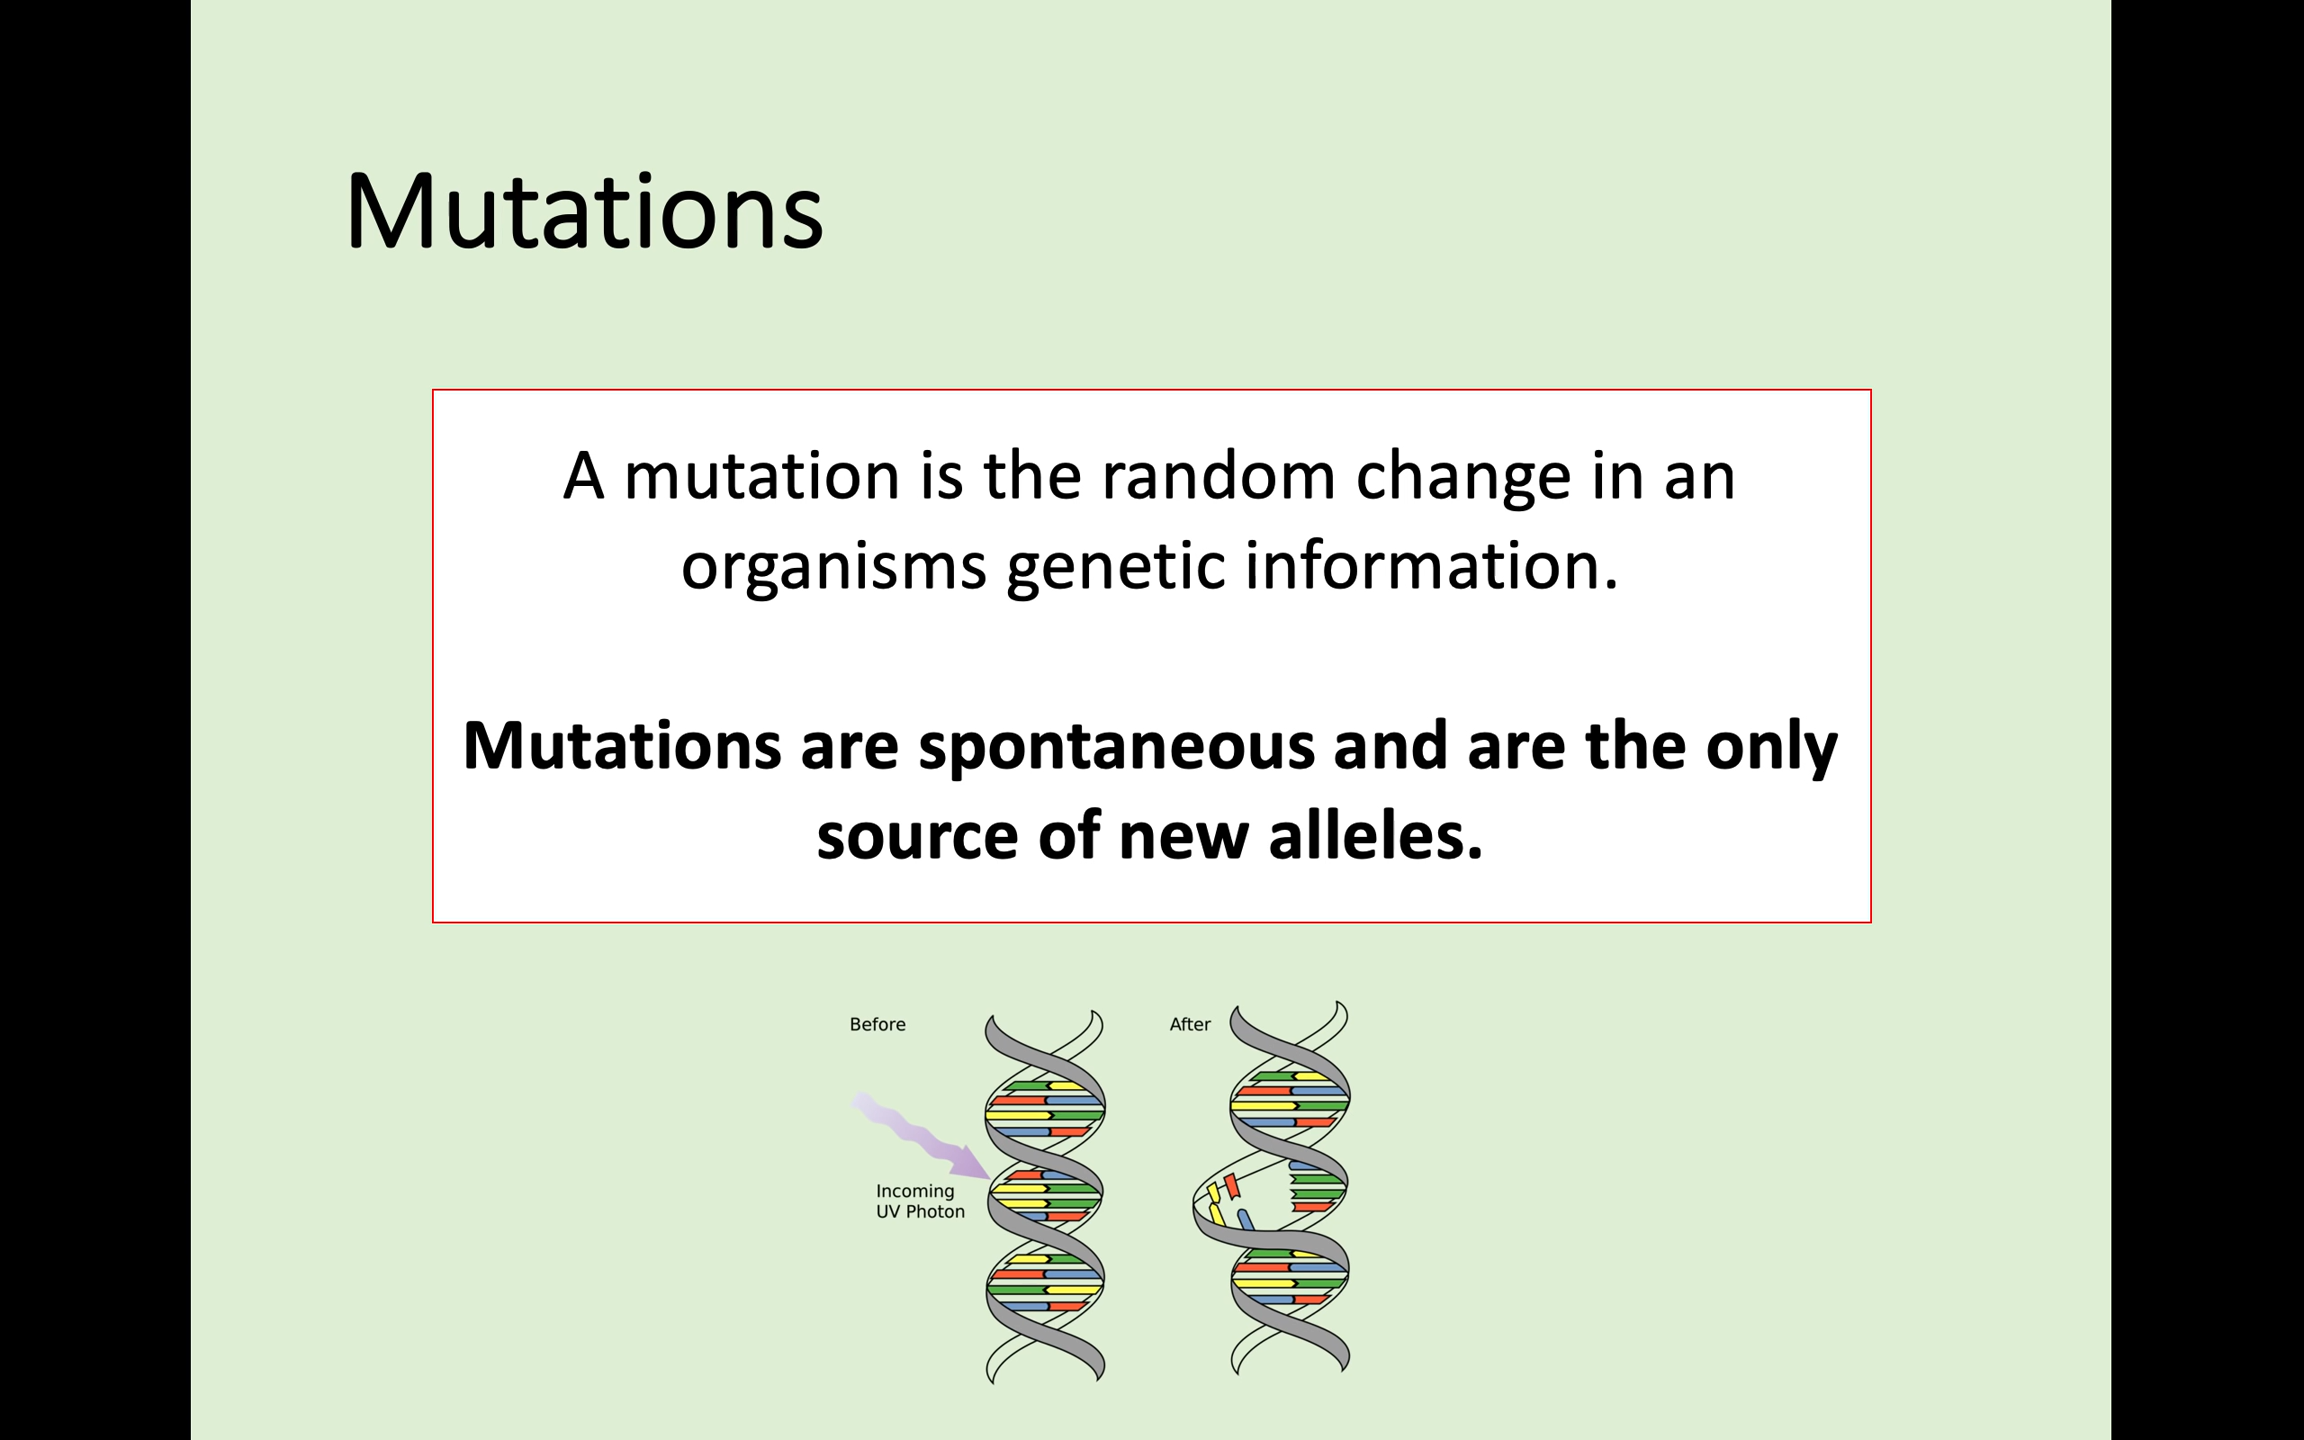 Mutations
A mutation is the random change in an
organisms genetic information.
Mutations are spontaneous and are the only
source of new alleles.
Before
After
Incoming
UV Photon